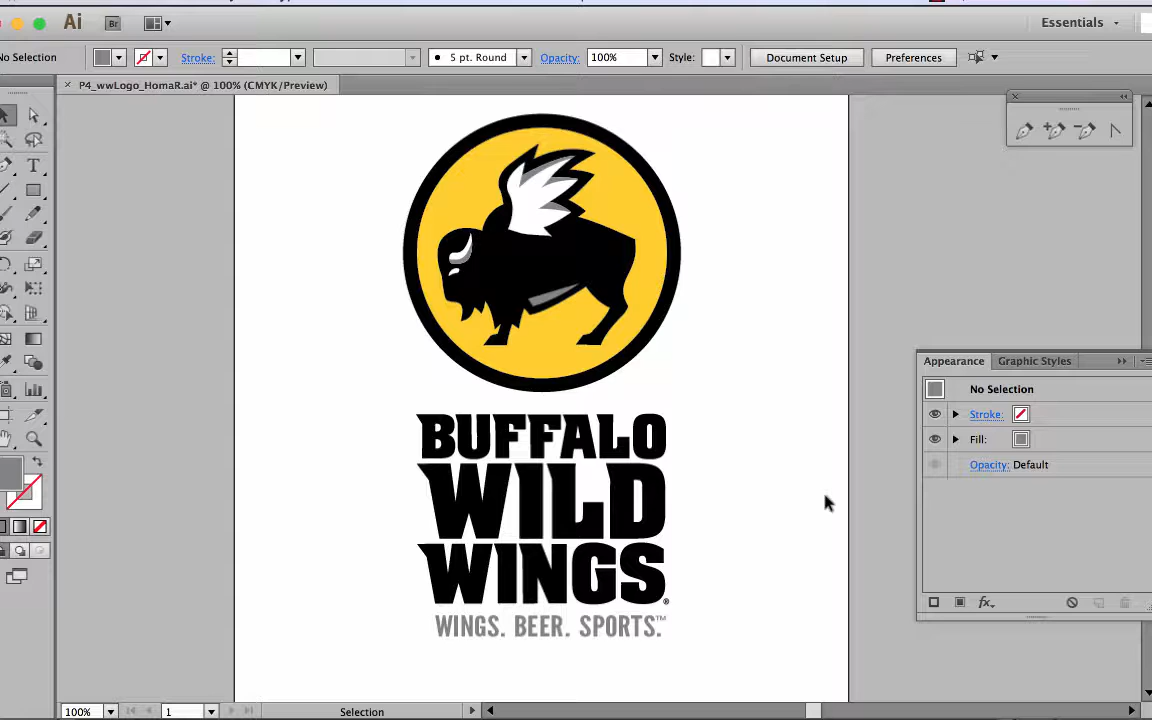 Ai Br Essentials
No Selection Stroke: 5 pt. Round Opacity: 100% Style: Document Setup Preferences
× P4_wwLogo_HomaR.ai* @ 100% (CMYK/Preview)
T
Appearance Graphic Styles
No Selection
Stroke:
Fill:
Opacity: Default
fx
BUFFALO
WILD
WINGS®
WINGS. BEER. SPORTS.™
100% 1 Selection